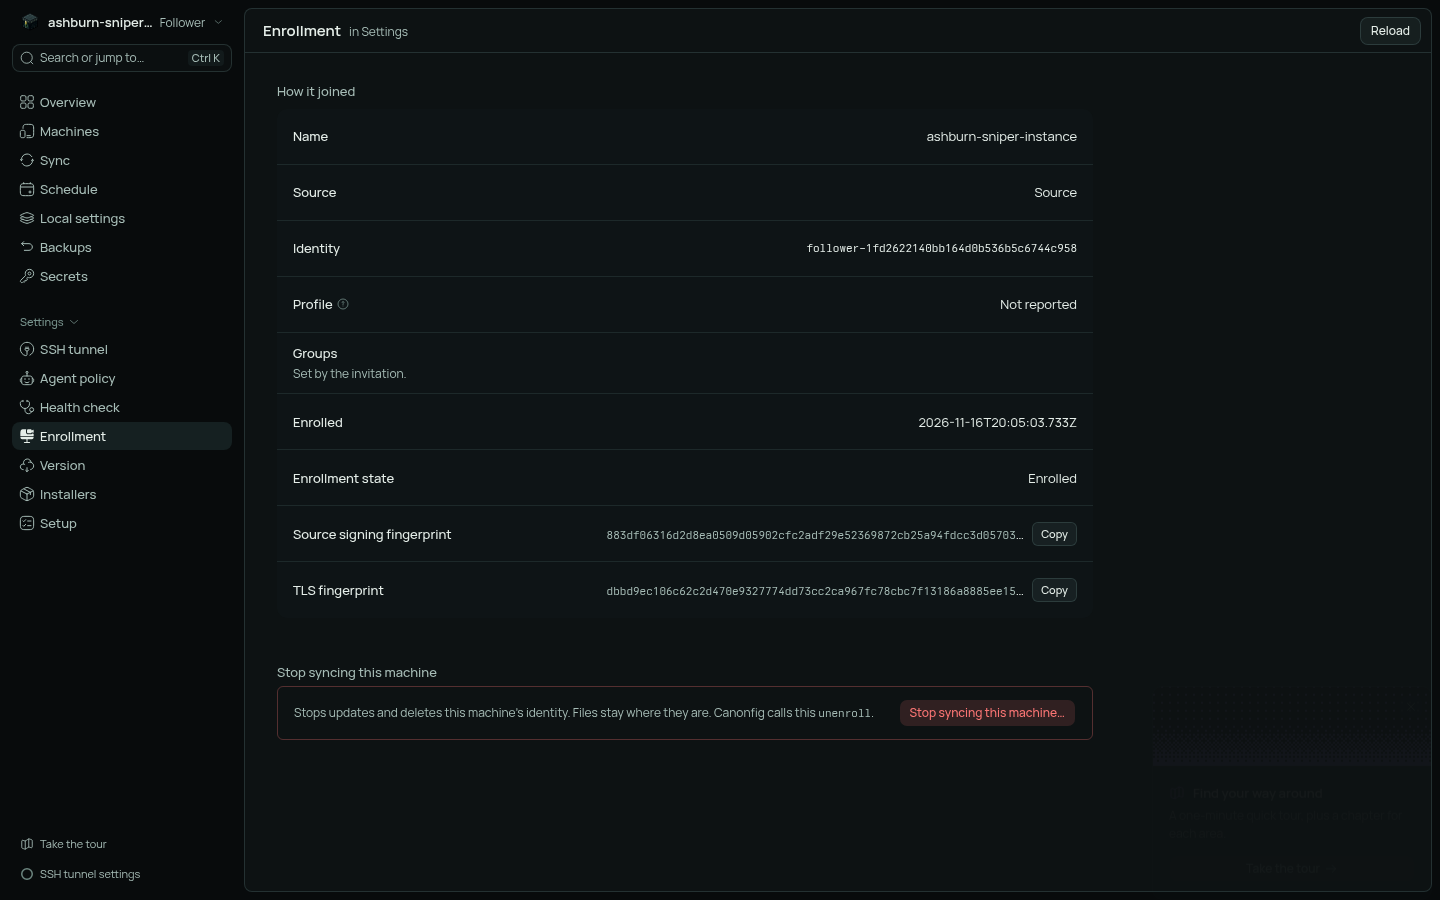 ashburn-sniper... Follower
Search or jump to... Ctrl K
Overview
Machines
Sync
Schedule
Local settings
Backups
Secrets
Settings
SSH tunnel
Agent policy
Health check
Enrollment
Version
Installers
Setup
Take the tour
SSH tunnel settings
Enrollment in Settings
Reload
How it joined
Name ashburn-sniper-instance
Source Source
Identity follower-1fd2622140bb164d0b536b5c6744c958
Profile Not reported
Groups
Set by the invitation.
Enrolled 2026-11-16T20:05:03.733Z
Enrollment state Enrolled
Source signing fingerprint 883df06316d2d8ea0509d05902cfc2adf29e52369872cb25a94fdcc3d05703... Copy
TLS fingerprint dbbd9ec106c62c2d470e9327774dd73cc2ca967fc78cbc7f13186a8885ee15... Copy
Stop syncing this machine
Stops updates and deletes this machine's identity. Files stay where they are. Canonfig calls this unenroll. Stop syncing this machine...
Find your way around
Take the tour